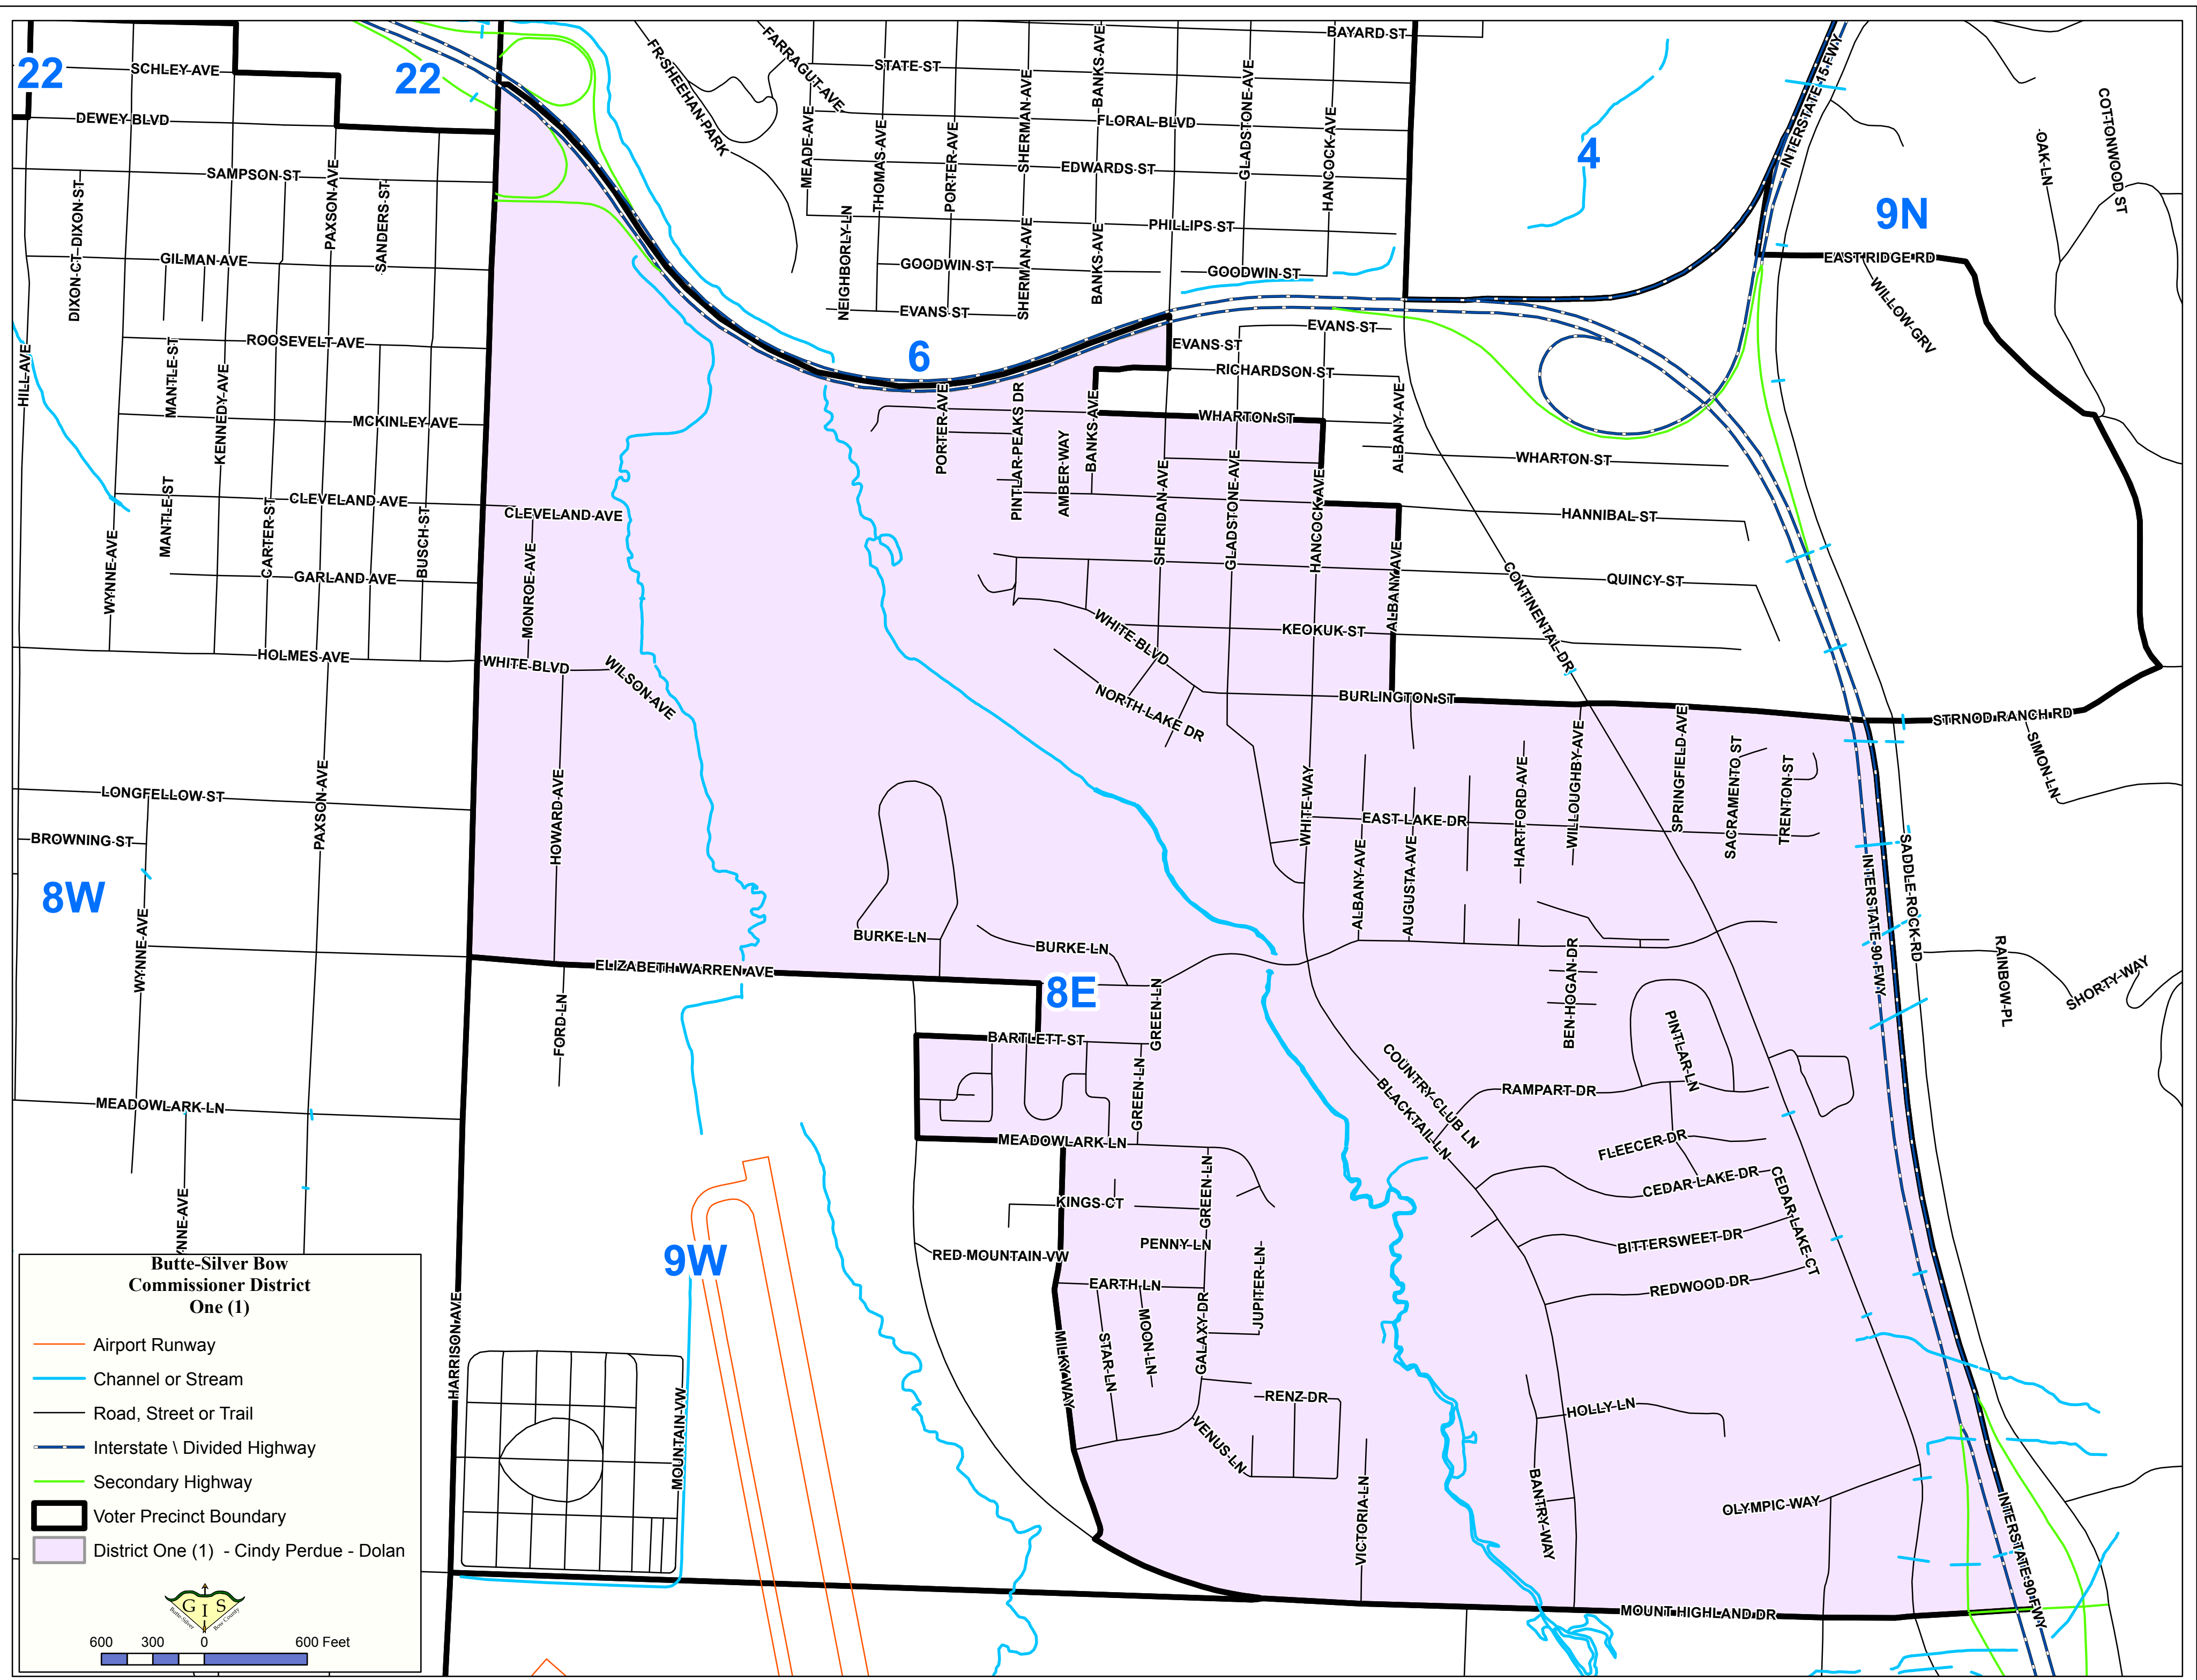 22
22
4
9N
6
8W
8E
9W
SCHLEY AVE
DEWEY BLVD
SAMPSON ST
DIXON CT
DIXON ST
PAXSON AVE
SANDERS ST
GILMAN AVE
HILL AVE
MANTLE ST
ROOSEVELT AVE
KENNEDY AVE
MCKINLEY AVE
MANTLE ST
CLEVELAND AVE
CARTER ST
BUSCH ST
WYNNE AVE
GARLAND AVE
HOLMES AVE
LONGFELLOW ST
BROWNING ST
PAXSON AVE
WYNNE AVE
MEADOWLARK LN
NNE AVE
FR SHEEHAN PARK
FARRAGUT AVE
MEADE AVE
STATE ST
THOMAS AVE
PORTER AVE
SHERMAN AVE
BANKS AVE
FLORAL BLVD
GLADSTONE AVE
HANCOCK AVE
BAYARD ST
EDWARDS ST
PHILLIPS ST
NEIGHBORLY LN
GOODWIN ST
SHERMAN AVE
BANKS AVE
GOODWIN ST
EVANS ST
EVANS ST
EVANS ST
RICHARDSON ST
WHARTON ST
ALBANY AVE
WHARTON ST
PORTER AVE
PINTLAR PEAKS DR
AMBER WAY
BANKS AVE
SHERIDAN AVE
GLADSTONE AVE
HANCOCK AVE
ALBANY AVE
HANNIBAL ST
QUINCY ST
KEOKUK ST
CONTINENTAL DR
WHITE BLVD
NORTH LAKE DR
BURLINGTON ST
STRNOD RANCH RD
SIMON LN
INTERSTATE 15 FWY
OAK LN
COTTONWOOD ST
EAST RIDGE RD
WILLOW GRV
CLEVELAND AVE
MONROE AVE
WHITE BLVD
WILSON AVE
HOWARD AVE
BURKE LN
BURKE LN
ELIZABETH WARREN AVE
FORD LN
WHITE WAY
EAST LAKE DR
ALBANY AVE
AUGUSTA AVE
HARTFORD AVE
WILLOUGHBY AVE
SPRINGFIELD AVE
SACRAMENTO ST
TRENTON ST
INTERSTATE 90 FWY
SADDLE ROCK RD
RAINBOW PL
SHORTY WAY
BEN HOGAN DR
PINTLAR LN
BARTLETT ST
GREEN LN
GREEN LN
MEADOWLARK LN
COUNTRY CLUB LN
BLACKTAIL LN
RAMPART DR
FLEECER DR
CEDAR LAKE DR
CEDAR LAKE CT
BITTERSWEET DR
REDWOOD DR
KINGS CT
GREEN LN
PENNY LN
RED MOUNTAIN VW
EARTH LN
JUPITER LN
GALAXY DR
MOON LN
STAR LN
MILKY WAY
RENZ DR
VENUS LN
VICTORIA LN
HOLLY LN
BANTRY WAY
OLYMPIC WAY
INTERSTATE 90 FWY
MOUNT HIGHLAND DR
HARRISON AVE
MOUNTAIN VW
Butte-Silver Bow
Commissioner District
One (1)
Airport Runway
Channel or Stream
Road, Street or Trail
Interstate \ Divided Highway
Secondary Highway
Voter Precinct Boundary
District One (1) - Cindy Perdue - Dolan
G I S
Butte-Silver Bow County
600 300 0 600 Feet